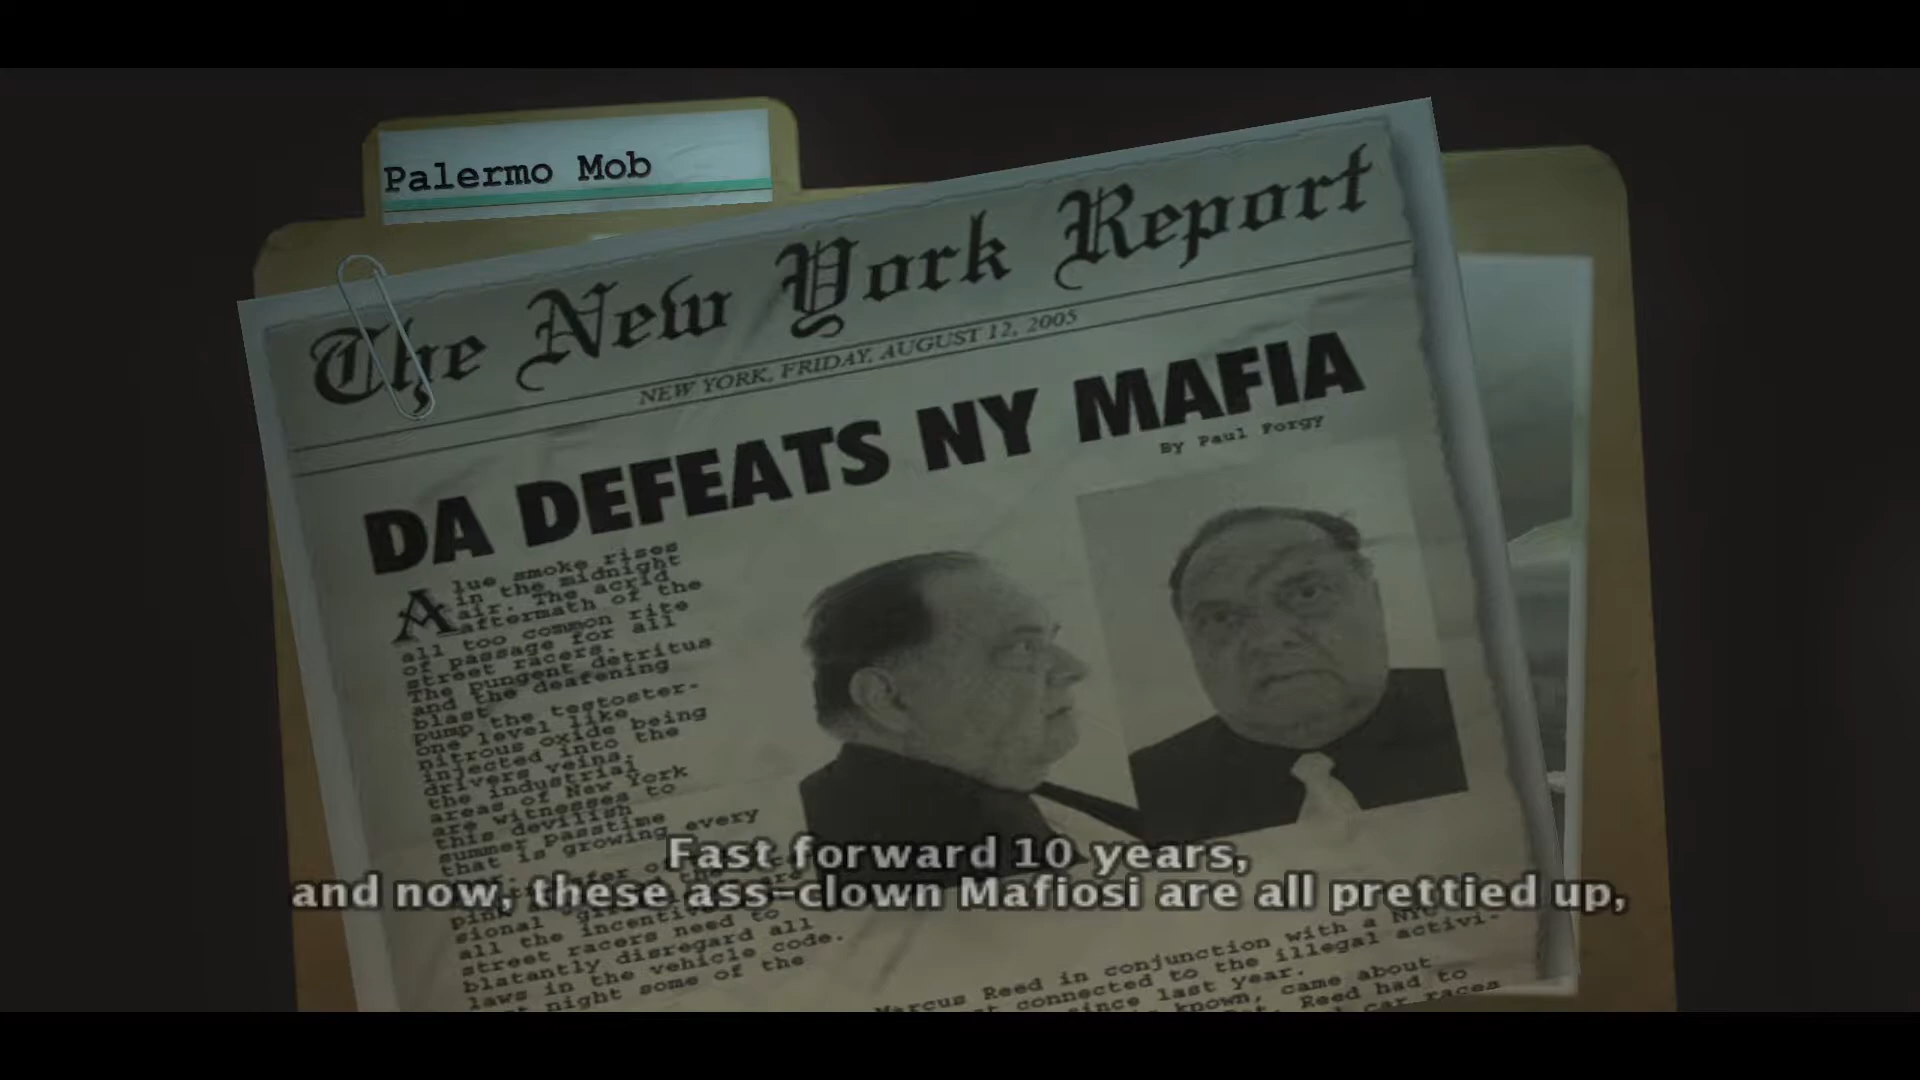 Palermo Mob
The New York Report
NEW YORK, FRIDAY, AUGUST 12, 2005
DA DEFEATS NY MAFIA
By Paul Forgy
A lue smoke rises
in the midnight
air. The acrid
aftermath of the
all too common rite
of passage for all
street racers.
The pungent detritus
and the deafening
blast
pump the testoster-
one level like
nitrous oxide being
injected into the
drivers veins.
the industrial
areas of New York
are witnesses to
this devilish
summer passtime
that is growing every
pink
sional
all the incentive
street racers need to
blatantly disregard all
laws in the vehicle code.
night some of the
Marcus Reed in conjunction with a NYC
connected to the illegal activi-
since last year.
known, came about
Reed had to
car races
Fast forward 10 years,
and now, these ass-clown Mafiosi are all prettied up,